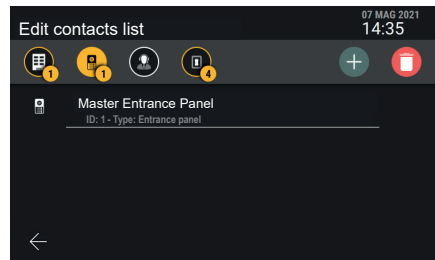 Edit contacts list
07 MAG 2021
14:35
1
1
4
Master Entrance Panel
ID: 1 - Type: Entrance panel